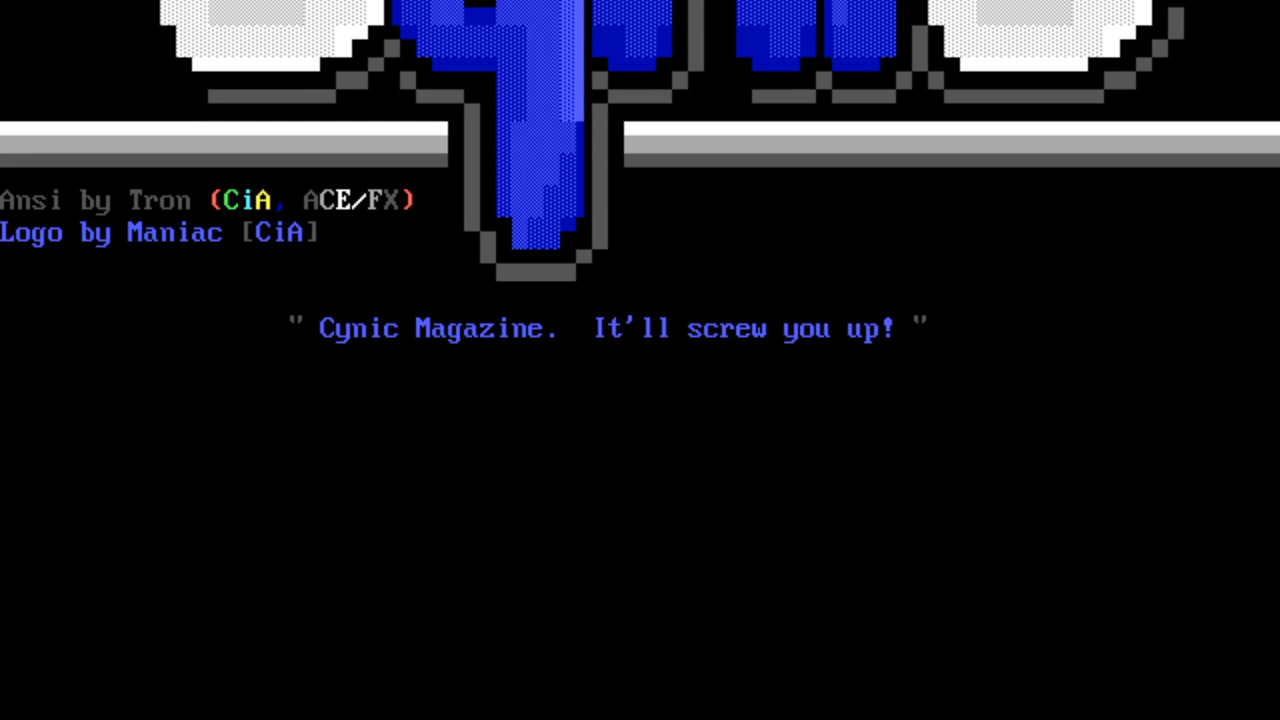 Ansi by Tron (CiA, ACE/FX)
Logo by Maniac [CiA]
" Cynic Magazine.  It'll screw you up! "